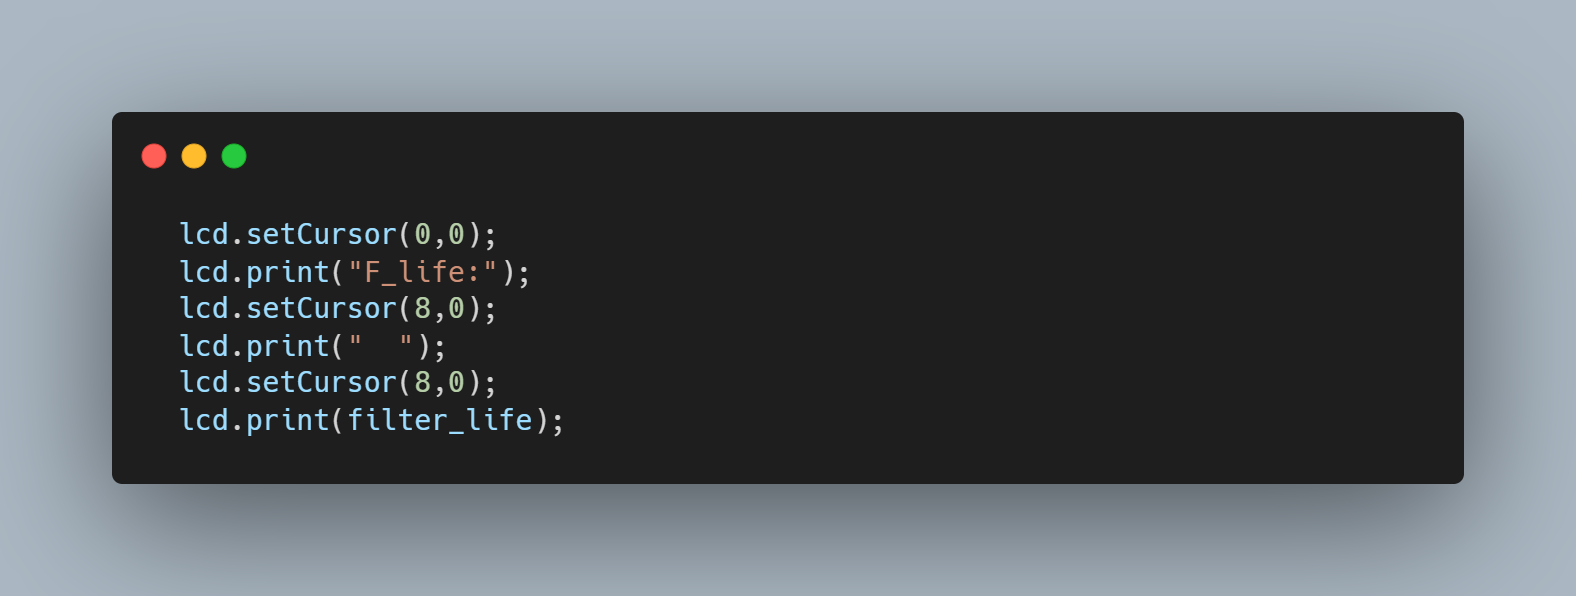 lcd.setCursor(0,0);
lcd.print("F_life:");
lcd.setCursor(8,0);
lcd.print("  ");
lcd.setCursor(8,0);
lcd.print(filter_life);